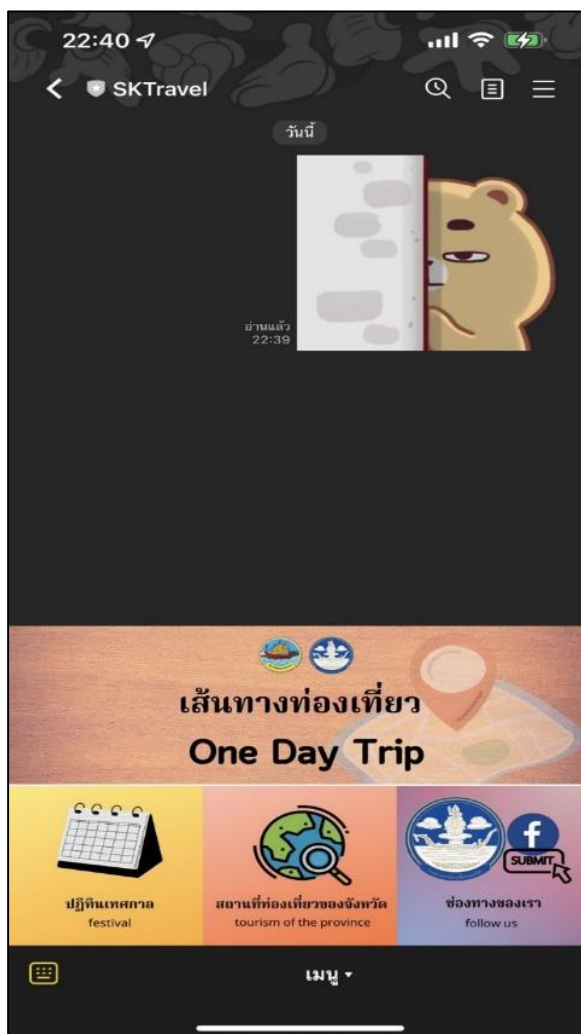 22:40
SKTravel
วันนี้
อ่านแล้ว
22:39
เส้นทางท่องเที่ยว
One Day Trip
ปฏิทินเทศกาล
festival
สถานที่ท่องเที่ยวของจังหวัด
tourism of the province
f
SUBMIT
ช่องทางของเรา
follow us
เมนู